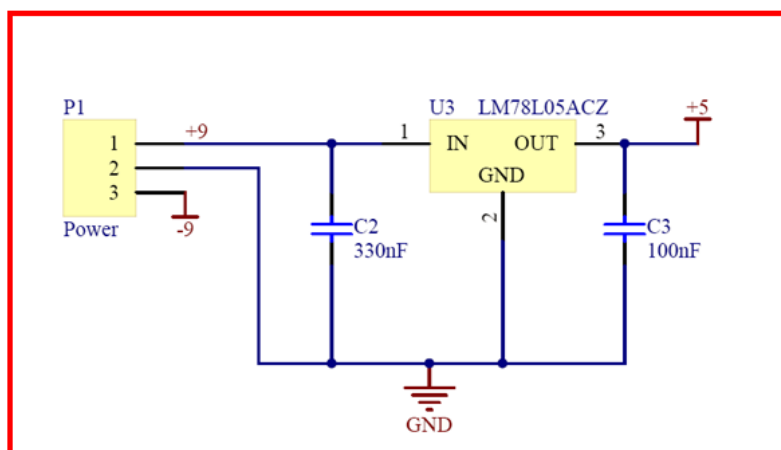 P1
1
2
3
Power
+9
-9
C2
330nF
U3 LM78L05ACZ
1
IN OUT
GND
3
2
+5
C3
100nF
GND